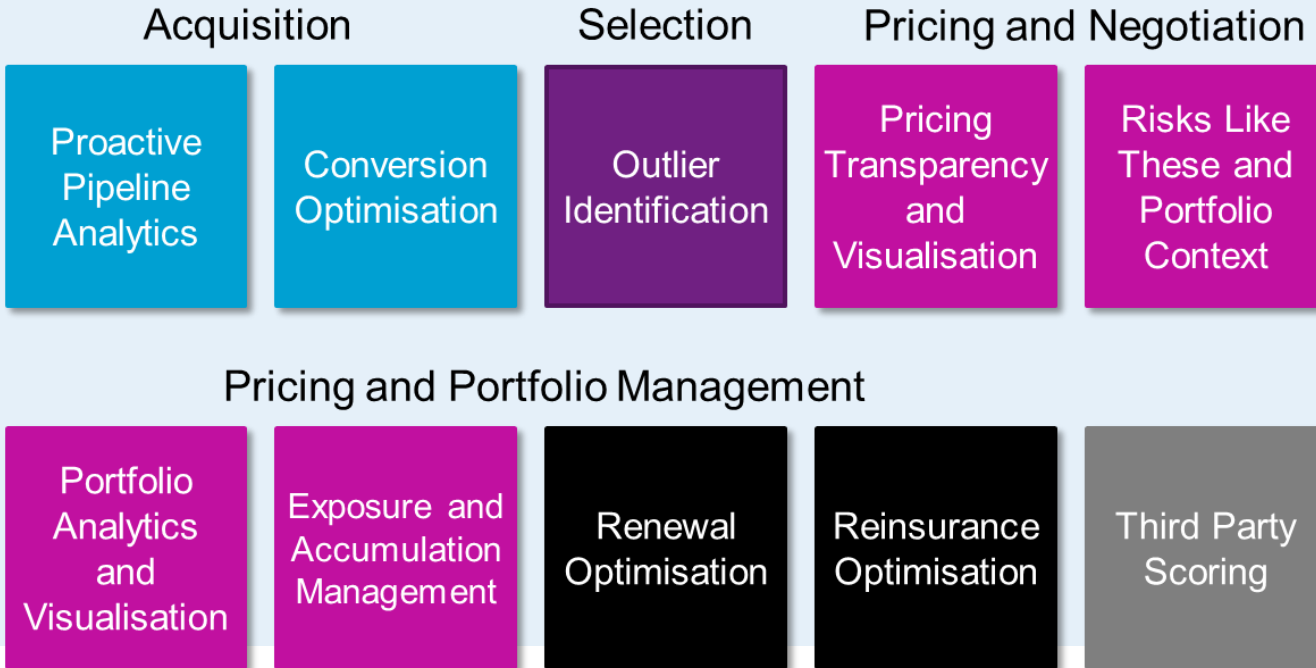 Acquisition
Selection
Pricing and Negotiation
Proactive
Pipeline
Analytics
Conversion
Optimisation
Outlier
Identification
Pricing
Transparency
and
Visualisation
Risks Like
These and
Portfolio
Context
Pricing and Portfolio Management
Portfolio
Analytics
and
Visualisation
Exposure and
Accumulation
Management
Renewal
Optimisation
Reinsurance
Optimisation
Third Party
Scoring